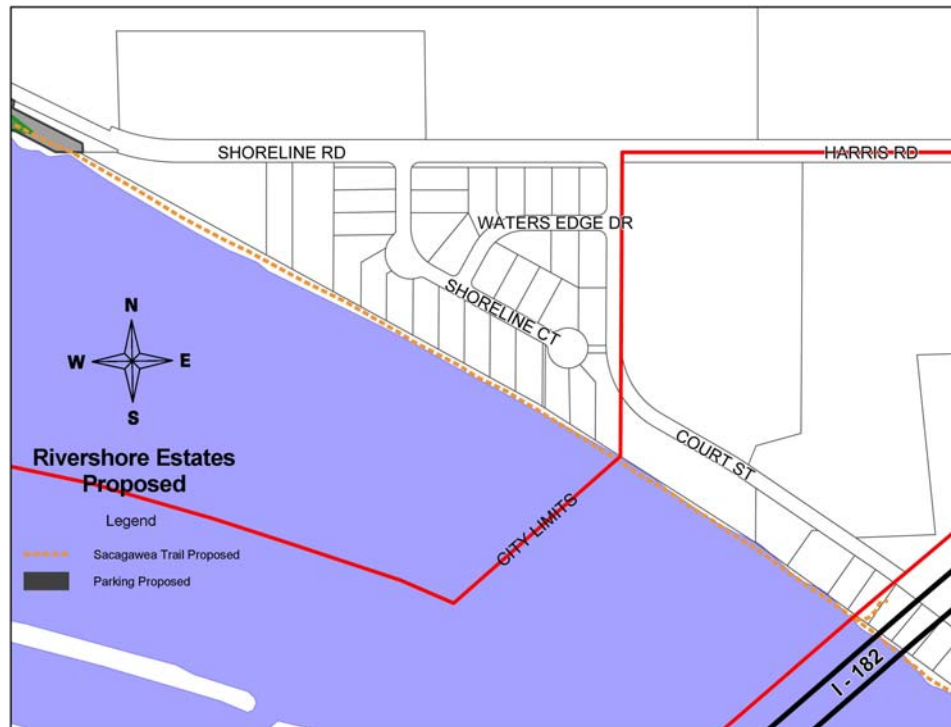 SHORELINE RD
HARRIS RD
WATERS EDGE DR
SHORELINE CT
N
W E
S
COURT ST
Rivershore Estates
Proposed
Legend
CITY LIMITS
Sacagawea Trail Proposed
Parking Proposed
I - 182